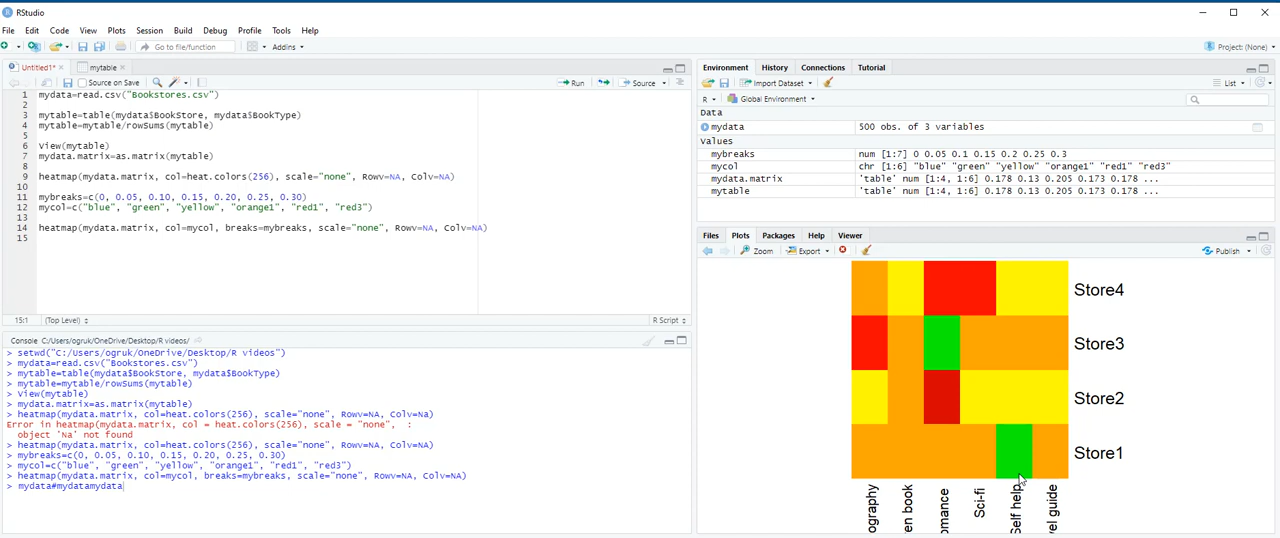 RStudio
File Edit Code View Plots Session Build Debug Profile Tools Help
Go to file/function Addins Project: (None)
Untitled1* mytable
Source on Save Run Source
1 mydata=read.csv("Bookstores.csv")
2
3 mytable=table(mydata$BookStore, mydata$BookType)
4 mytable=mytable/rowSums(mytable)
5
6 View(mytable)
7 mydata.matrix=as.matrix(mytable)
8
9 heatmap(mydata.matrix, col=heat.colors(256), scale="none", Rowv=NA, Colv=NA)
10
11 mybreaks=c(0, 0.05, 0.10, 0.15, 0.20, 0.25, 0.30)
12 mycol=c("blue", "green", "yellow", "orange1", "red1", "red3")
13
14 heatmap(mydata.matrix, col=mycol, breaks=mybreaks, scale="none", Rowv=NA, Colv=NA)
15
15:1 (Top Level) R Script
Console C:/Users/ogruk/OneDrive/Desktop/R videos/
> setwd("C:/Users/ogruk/OneDrive/Desktop/R videos")
> mydata=read.csv("Bookstores.csv")
> mytable=table(mydata$BookStore, mydata$BookType)
> mytable=mytable/rowSums(mytable)
> View(mytable)
> mydata.matrix=as.matrix(mytable)
> heatmap(mydata.matrix, col=heat.colors(256), scale="none", Rowv=NA, Colv=NA)
Error in heatmap(mydata.matrix, col = heat.colors(256), scale = "none", :
object 'Na' not found
> heatmap(mydata.matrix, col=heat.colors(256), scale="none", Rowv=NA, Colv=NA)
> mybreaks=c(0, 0.05, 0.10, 0.15, 0.20, 0.25, 0.30)
> mycol=c("blue", "green", "yellow", "orange1", "red1", "red3")
> heatmap(mydata.matrix, col=mycol, breaks=mybreaks, scale="none", Rowv=NA, Colv=NA)
> mydata#mydatamydata
Environment History Connections Tutorial
Import Dataset List
R Global Environment
Data
mydata 500 obs. of 3 variables
Values
mybreaks num [1:7] 0 0.05 0.1 0.15 0.2 0.25 0.3
mycol chr [1:6] "blue" "green" "yellow" "orange1" "red1" "red3"
mydata.matrix 'table' num [1:4, 1:6] 0.178 0.13 0.205 0.173 0.178 ...
mytable 'table' num [1:4, 1:6] 0.178 0.13 0.205 0.173 0.178 ...
Files Plots Packages Help Viewer
Zoom Export Publish
Store4
Store3
Store2
Store1
ography
en book
omance
Sci-fi
Self help
vel guide